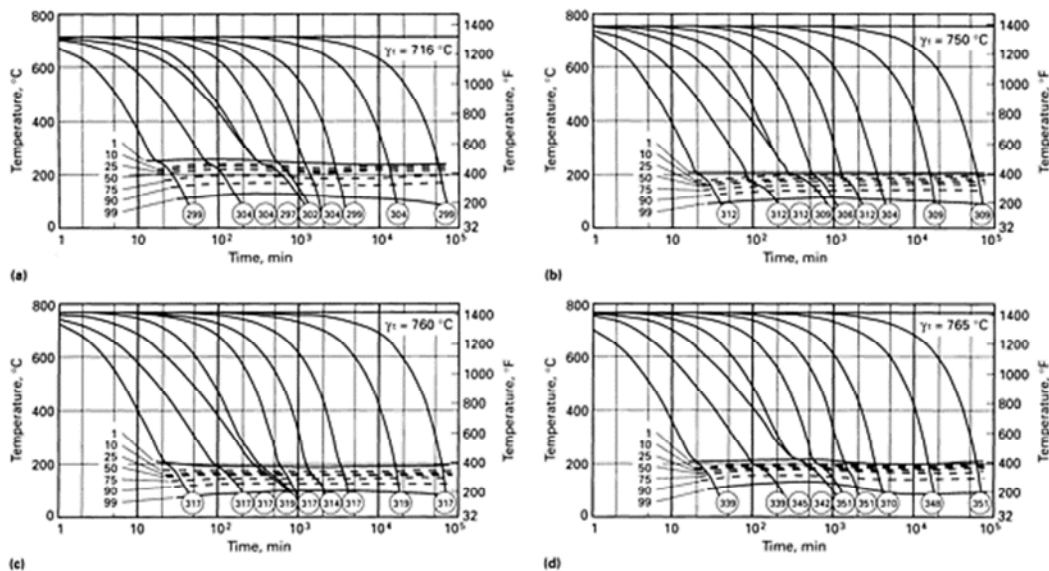 800
600
400
200
0
Temperature, °C
γt = 716 °C
1400
1200
1000
800
600
400
200
32
Temperature, °F
1
10
25
50
75
90
99
299 304 304 297 302 304 299 304 299
1 10 10² 10³ 10⁴ 10⁵
Time, min
(a)
800
600
400
200
0
Temperature, °C
γt = 750 °C
1400
1200
1000
800
600
400
200
32
Temperature, °F
1
10
25
50
75
90
99
312 312 312 309 306 312 304 309 309
1 10 10² 10³ 10⁴ 10⁵
Time, min
(b)
800
600
400
200
0
Temperature, °C
γt = 760 °C
1400
1200
1000
800
600
400
200
32
Temperature, °F
1
10
25
50
75
90
99
317 317 317 319 317 314 317 319 317
1 10 10² 10³ 10⁴ 10⁵
Time, min
(c)
800
600
400
200
0
Temperature, °C
γt = 765 °C
1400
1200
1000
800
600
400
200
32
Temperature, °F
1
10
25
50
75
90
99
339 339 345 342 351 351 370 348 351
1 10 10² 10³ 10⁴ 10⁵
Time, min
(d)